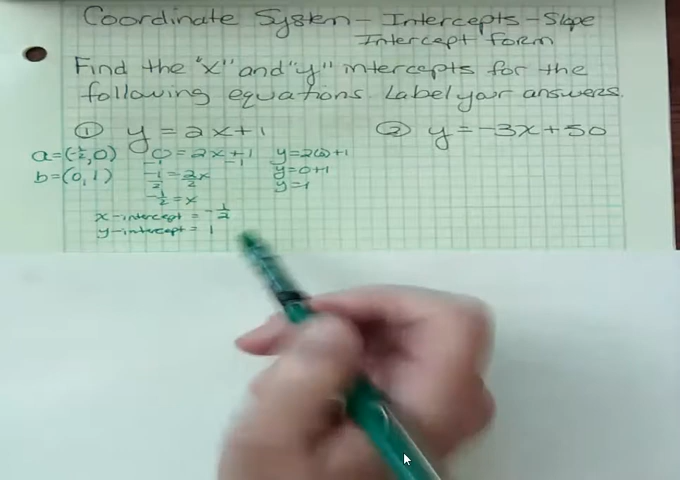 Coordinate System - Intercepts - Slope
Intercept form
Find the "x" and "y" intercepts for the
following equations. Label your answers.
① y = 2x + 1
a = (-1/2, 0)
b = (0, 1)
0 = 2x + 1
-1 -1
-1/2 = 2x/2
-1/2 = x
y = 2(0) + 1
y = 0 + 1
y = 1
x-intercept = -1/2
y-intercept = 1
② y = -3x + 50